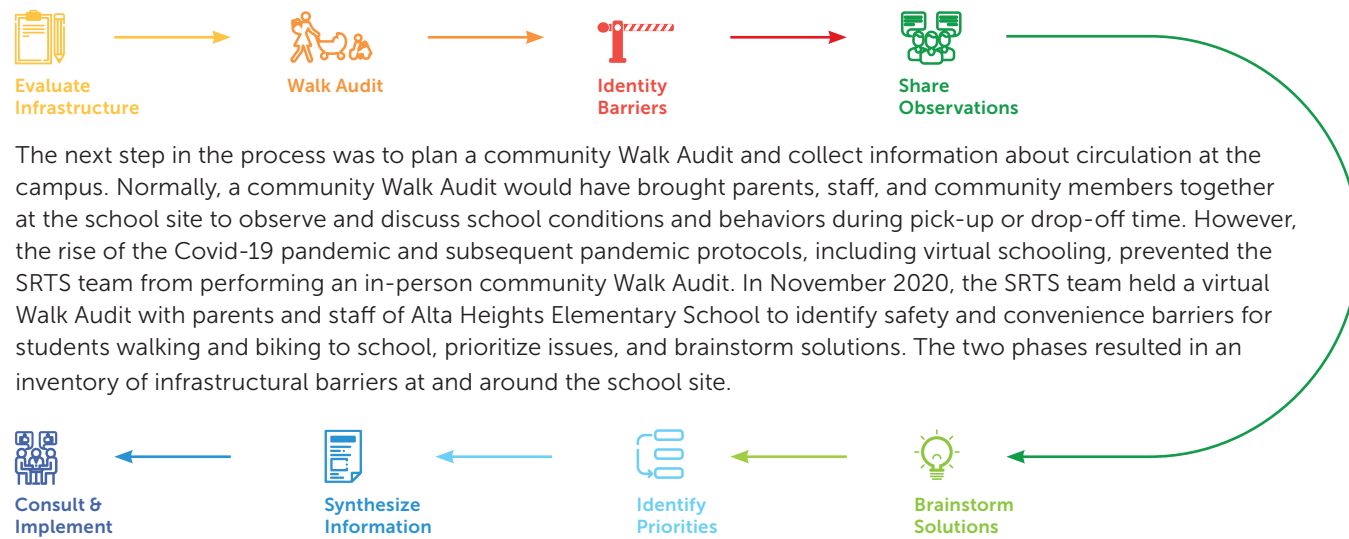 Evaluate
Infrastructure
Walk Audit
Identity
Barriers
Share
Observations
The next step in the process was to plan a community Walk Audit and collect information about circulation at the
campus. Normally, a community Walk Audit would have brought parents, staff, and community members together
at the school site to observe and discuss school conditions and behaviors during pick-up or drop-off time. However,
the rise of the Covid-19 pandemic and subsequent pandemic protocols, including virtual schooling, prevented the
SRTS team from performing an in-person community Walk Audit. In November 2020, the SRTS team held a virtual
Walk Audit with parents and staff of Alta Heights Elementary School to identify safety and convenience barriers for
students walking and biking to school, prioritize issues, and brainstorm solutions. The two phases resulted in an
inventory of infrastructural barriers at and around the school site.
Brainstorm
Solutions
Identify
Priorities
Synthesize
Information
Consult &
Implement